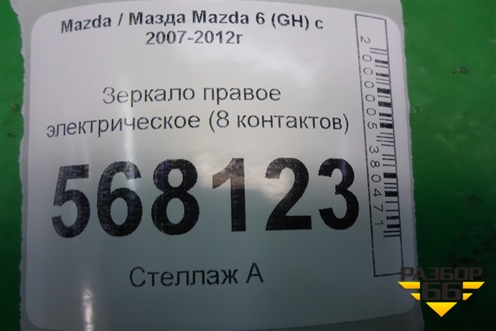 Mazda / Мазда Mazda 6 (GH) с
2007-2012г
Зеркало правое
электрическое (8 контактов)
568123
Стеллаж А
2000005380471
РАЗБОР
66